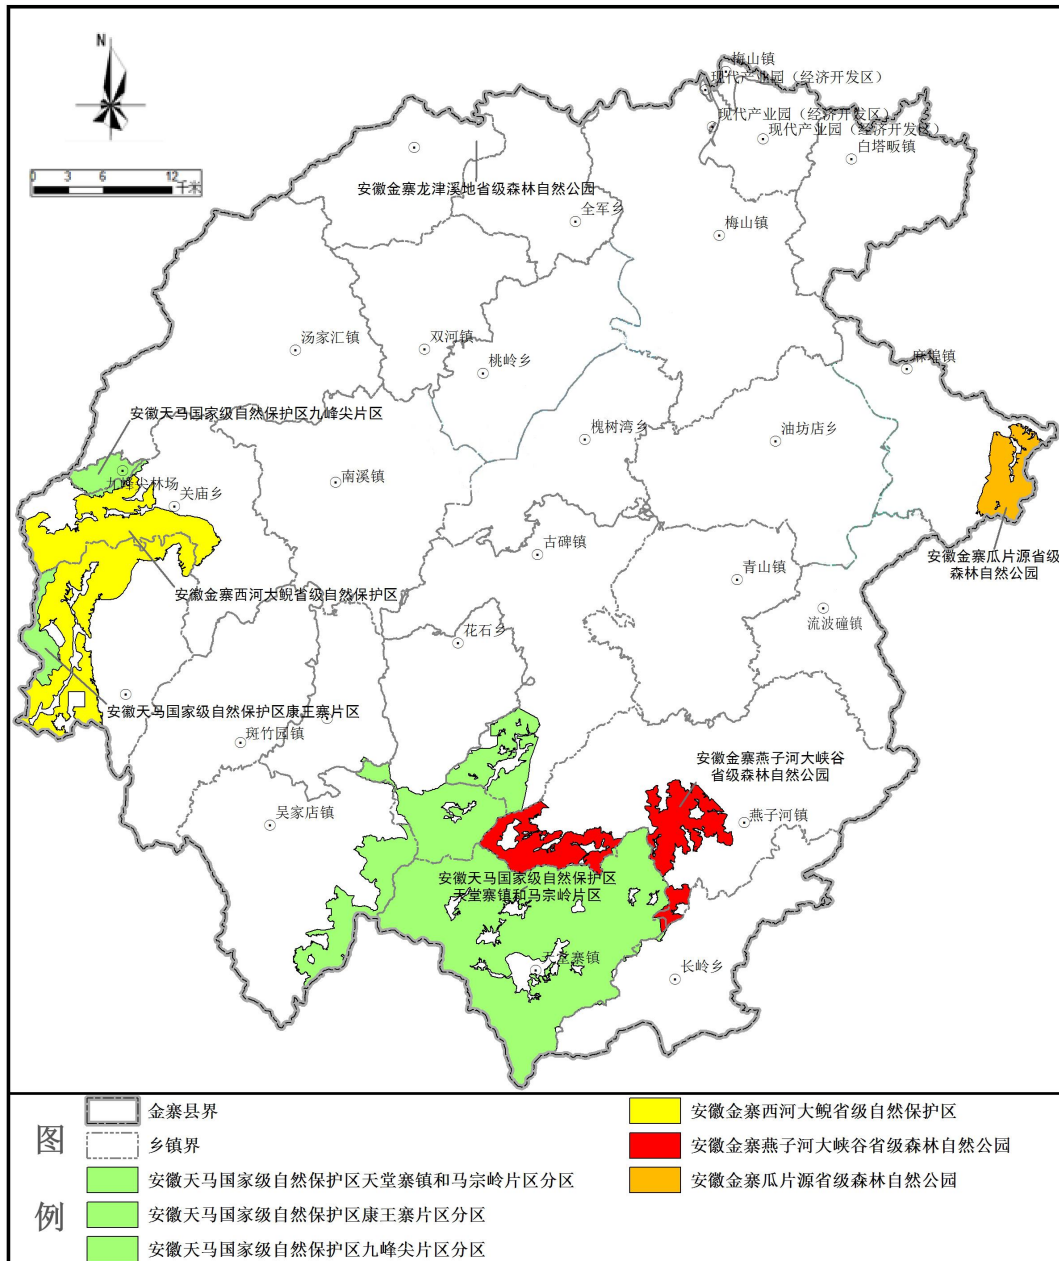 N
0 3 6 12
千米
梅山镇
现代产业园（经济开发区）
现代产业园（经济开发区）
现代产业园（经济开发区）
白塔畈镇
安徽金寨龙津溪地省级森林自然公园
全军乡
梅山镇
汤家汇镇
双河镇
桃岭乡
麻埠镇
安徽天马国家级自然保护区九峰尖片区
槐树湾乡
油坊店乡
九峰尖林场
关庙乡
南溪镇
古碑镇
安徽金寨瓜片源省级
森林自然公园
青山镇
安徽金寨西河大鲵省级自然保护区
流波䃥镇
花石乡
安徽天马国家级自然保护区康王寨片区
斑竹园镇
安徽金寨燕子河大峡谷
省级森林自然公园
吴家店镇
燕子河镇
安徽天马国家级自然保护区
天堂寨镇和马宗岭片区
天堂寨镇
长岭乡
图例
金寨县界
乡镇界
安徽天马国家级自然保护区天堂寨镇和马宗岭片区分区
安徽天马国家级自然保护区康王寨片区分区
安徽天马国家级自然保护区九峰尖片区分区
安徽金寨西河大鲵省级自然保护区
安徽金寨燕子河大峡谷省级森林自然公园
安徽金寨瓜片源省级森林自然公园